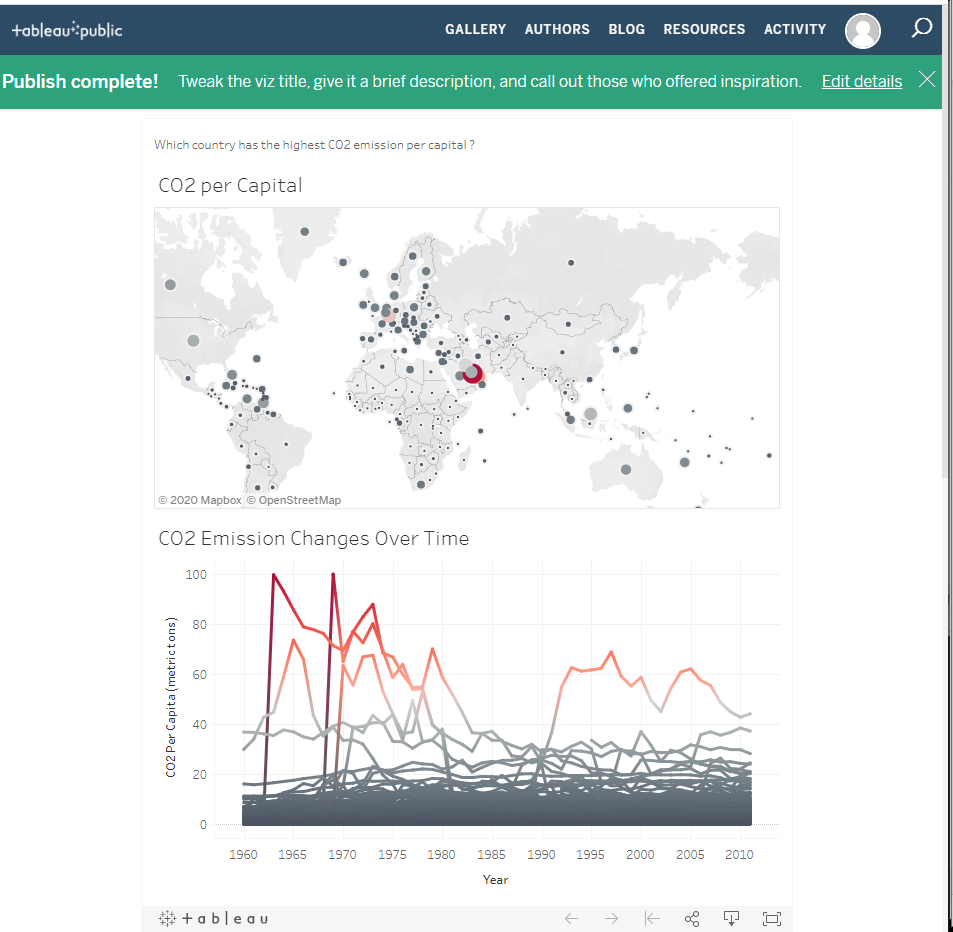 +ableau public
GALLERY AUTHORS BLOG RESOURCES ACTIVITY
Publish complete! Tweak the viz title, give it a brief description, and call out those who offered inspiration. Edit details
Which country has the highest CO2 emission per capital ?
CO2 per Capital
© 2020 Mapbox © OpenStreetMap
CO2 Emission Changes Over Time
CO2 Per Capita (metric tons)
100
80
60
40
20
0
1960 1965 1970 1975 1980 1985 1990 1995 2000 2005 2010
Year
+ableau